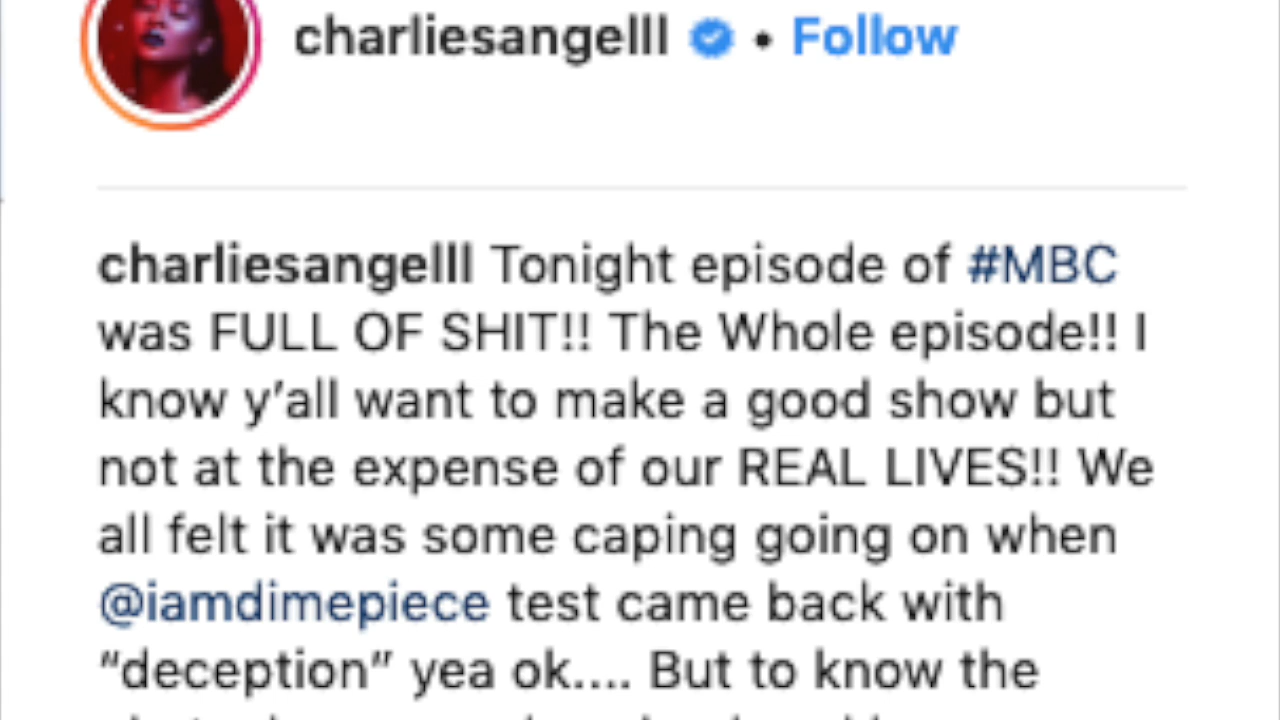 charliesangelll • Follow
charliesangelll Tonight episode of #MBC
was FULL OF SHIT!! The Whole episode!! I
know y’all want to make a good show but
not at the expense of our REAL LIVES!! We
all felt it was some caping going on when
@iamdimepiece test came back with
“deception” yea ok.... But to know the